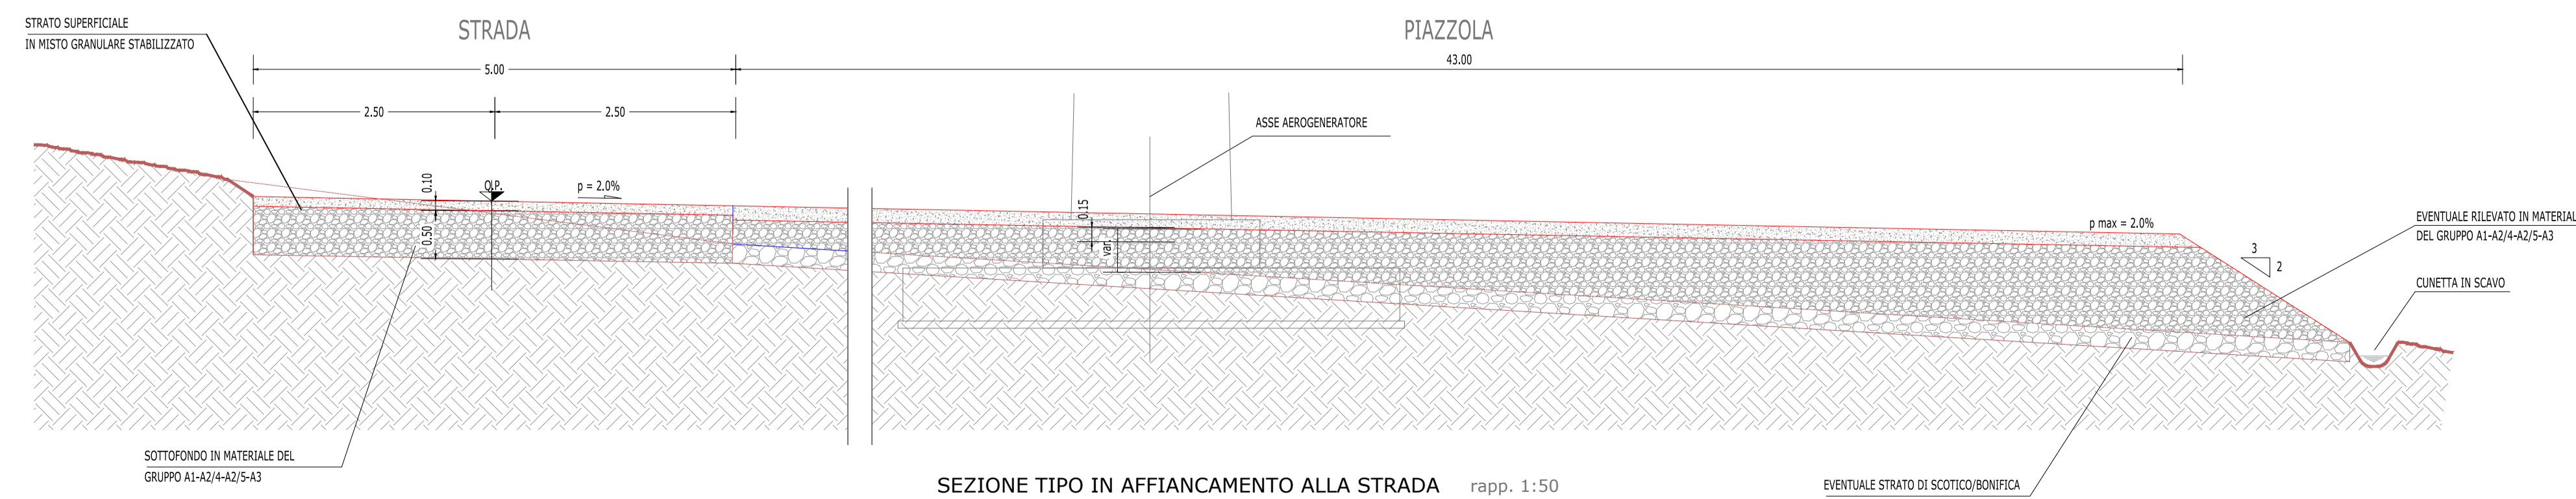 STRATO SUPERFICIALE
IN MISTO GRANULARE STABILIZZATO
STRADA
PIAZZOLA
5.00
43.00
2.50
2.50
ASSE AEROGENERATORE
0.10
Q.P.
p = 2.0%
0.50
0.15
var.
p max = 2.0%
EVENTUALE RILEVATO IN MATERIAL
DEL GRUPPO A1-A2/4-A2/5-A3
3
2
CUNETTA IN SCAVO
SOTTOFONDO IN MATERIALE DEL
GRUPPO A1-A2/4-A2/5-A3
SEZIONE TIPO IN AFFIANCAMENTO ALLA STRADA rapp. 1:50
EVENTUALE STRATO DI SCOTICO/BONIFICA